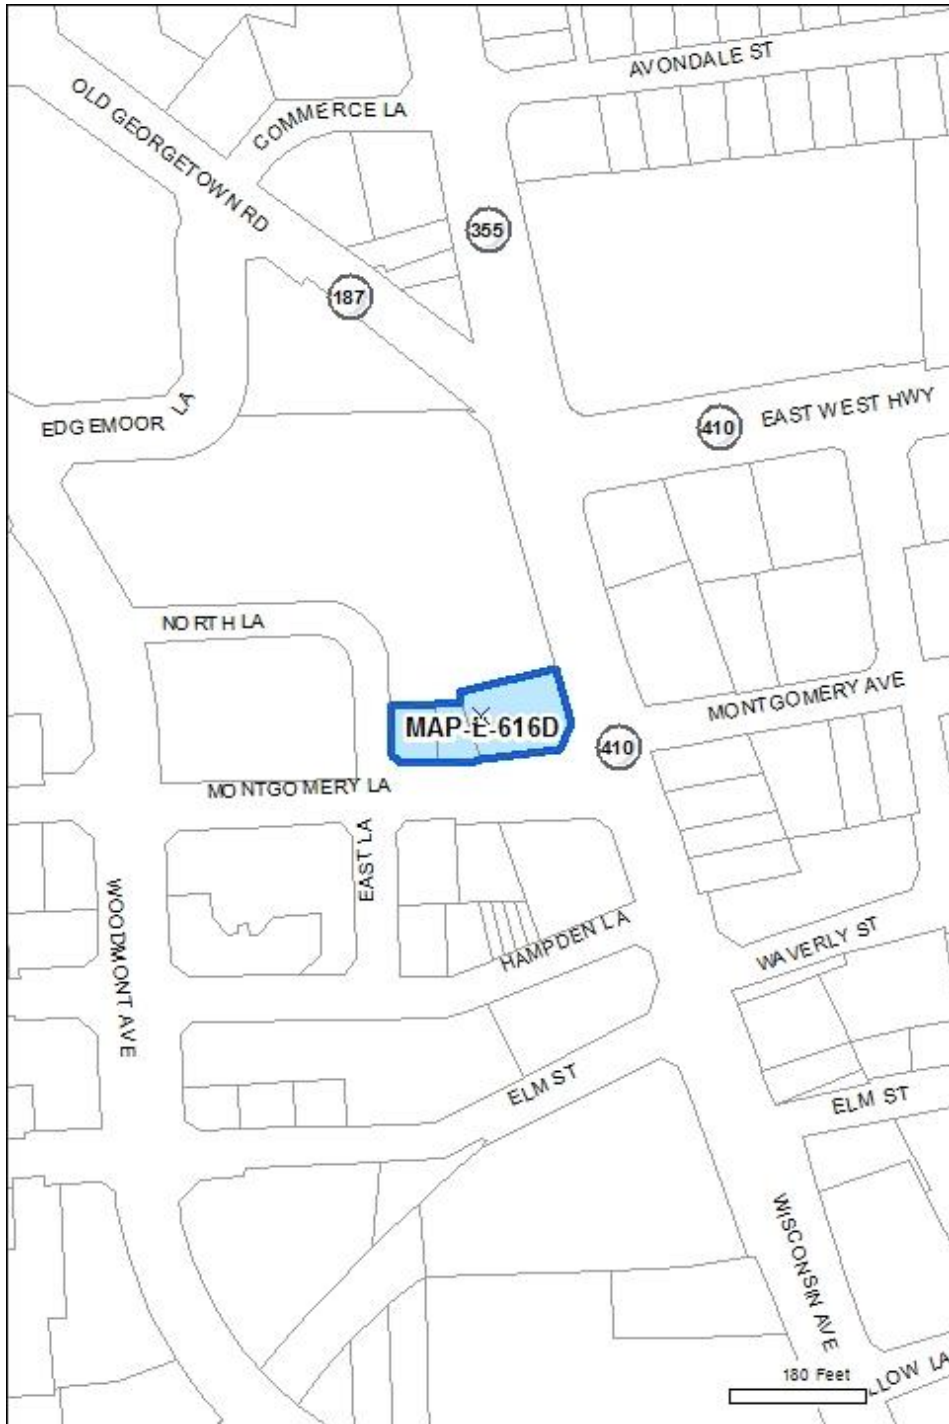 AVONDALE ST
COMMERCE LA
OLD GEORGETOWN RD
355
187
EDGEMOOR LA
410
EAST WEST HWY
NORTH LA
MONTGOMERY AVE
MAP-E-616D
410
MONTGOMERY LA
EAST LA
WOODMONT AVE
HAMPDEN LA
WAVERLY ST
ELM ST
ELM ST
WISCONSIN AVE
180 Feet
LLOW LA